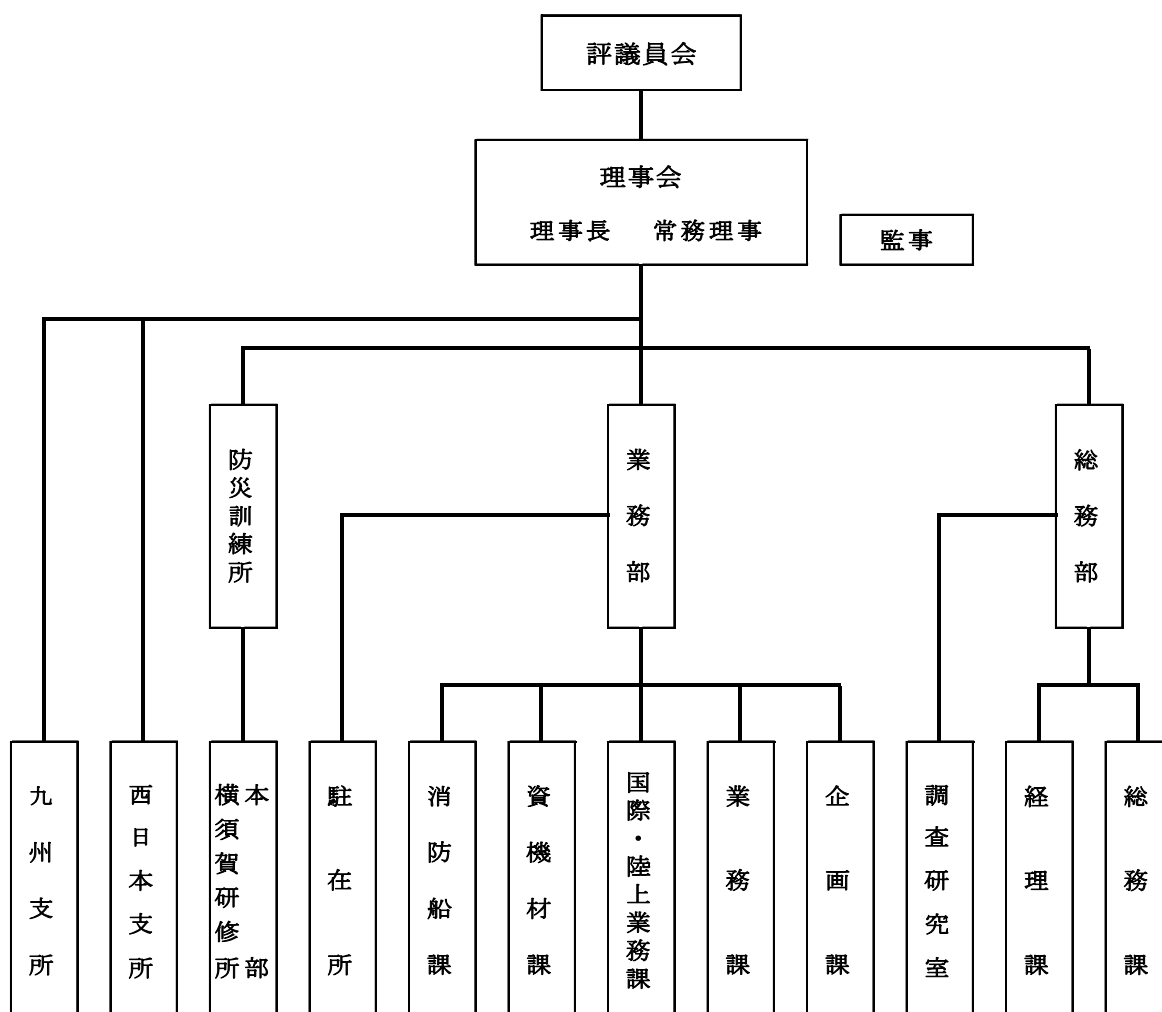 評議員会
理事会
理事長 常務理事
監事
防災訓練所
業務部
総務部
九州支所
西日本支所
本部
横須賀研修所
駐在所
消防船課
資機材課
国際・陸上業務課
業務課
企画課
調査研究室
経理課
総務課